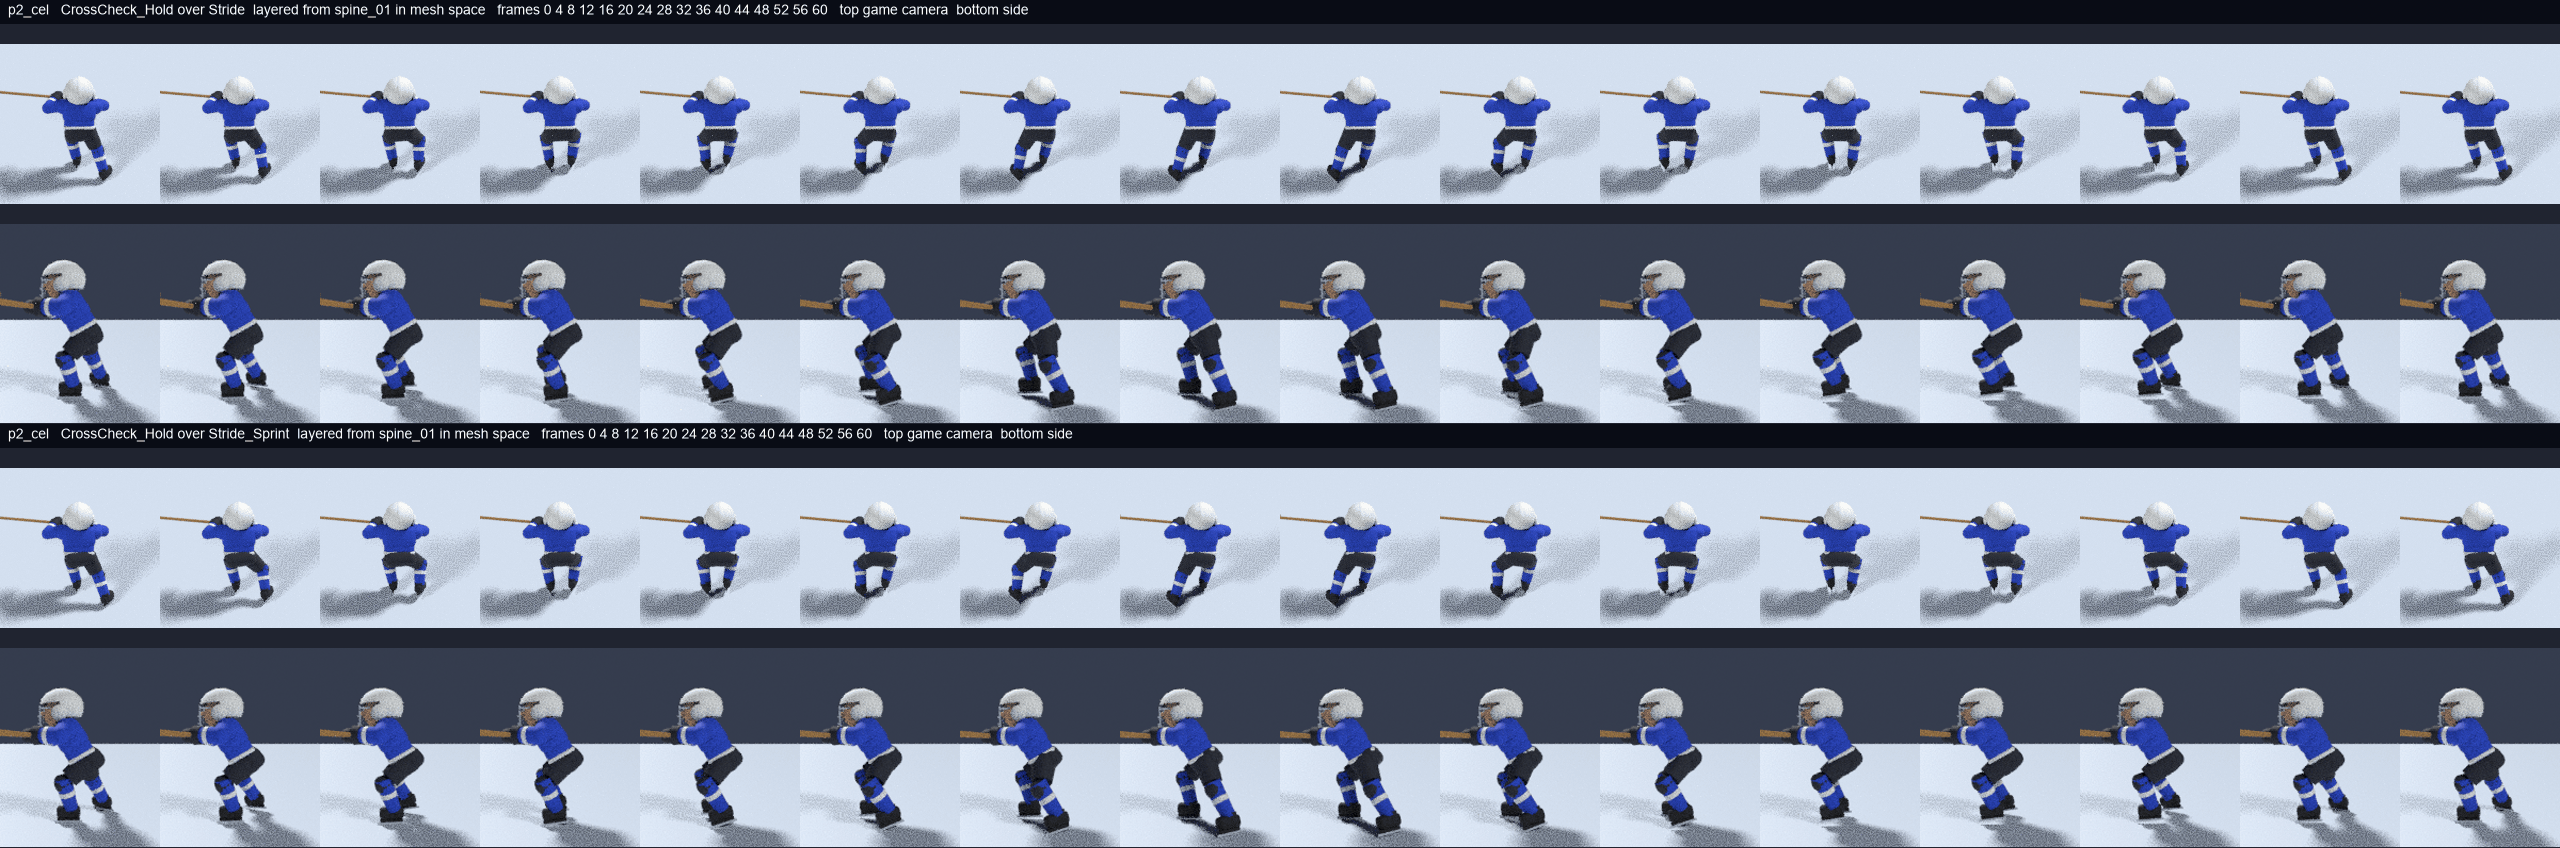 p2_cel CrossCheck_Hold over Stride layered from spine_01 in mesh space frames 0 4 8 12 16 20 24 28 32 36 40 44 48 52 56 60 top game camera bottom side
p2_cel CrossCheck_Hold over Stride_Sprint layered from spine_01 in mesh space frames 0 4 8 12 16 20 24 28 32 36 40 44 48 52 56 60 top game camera bottom side